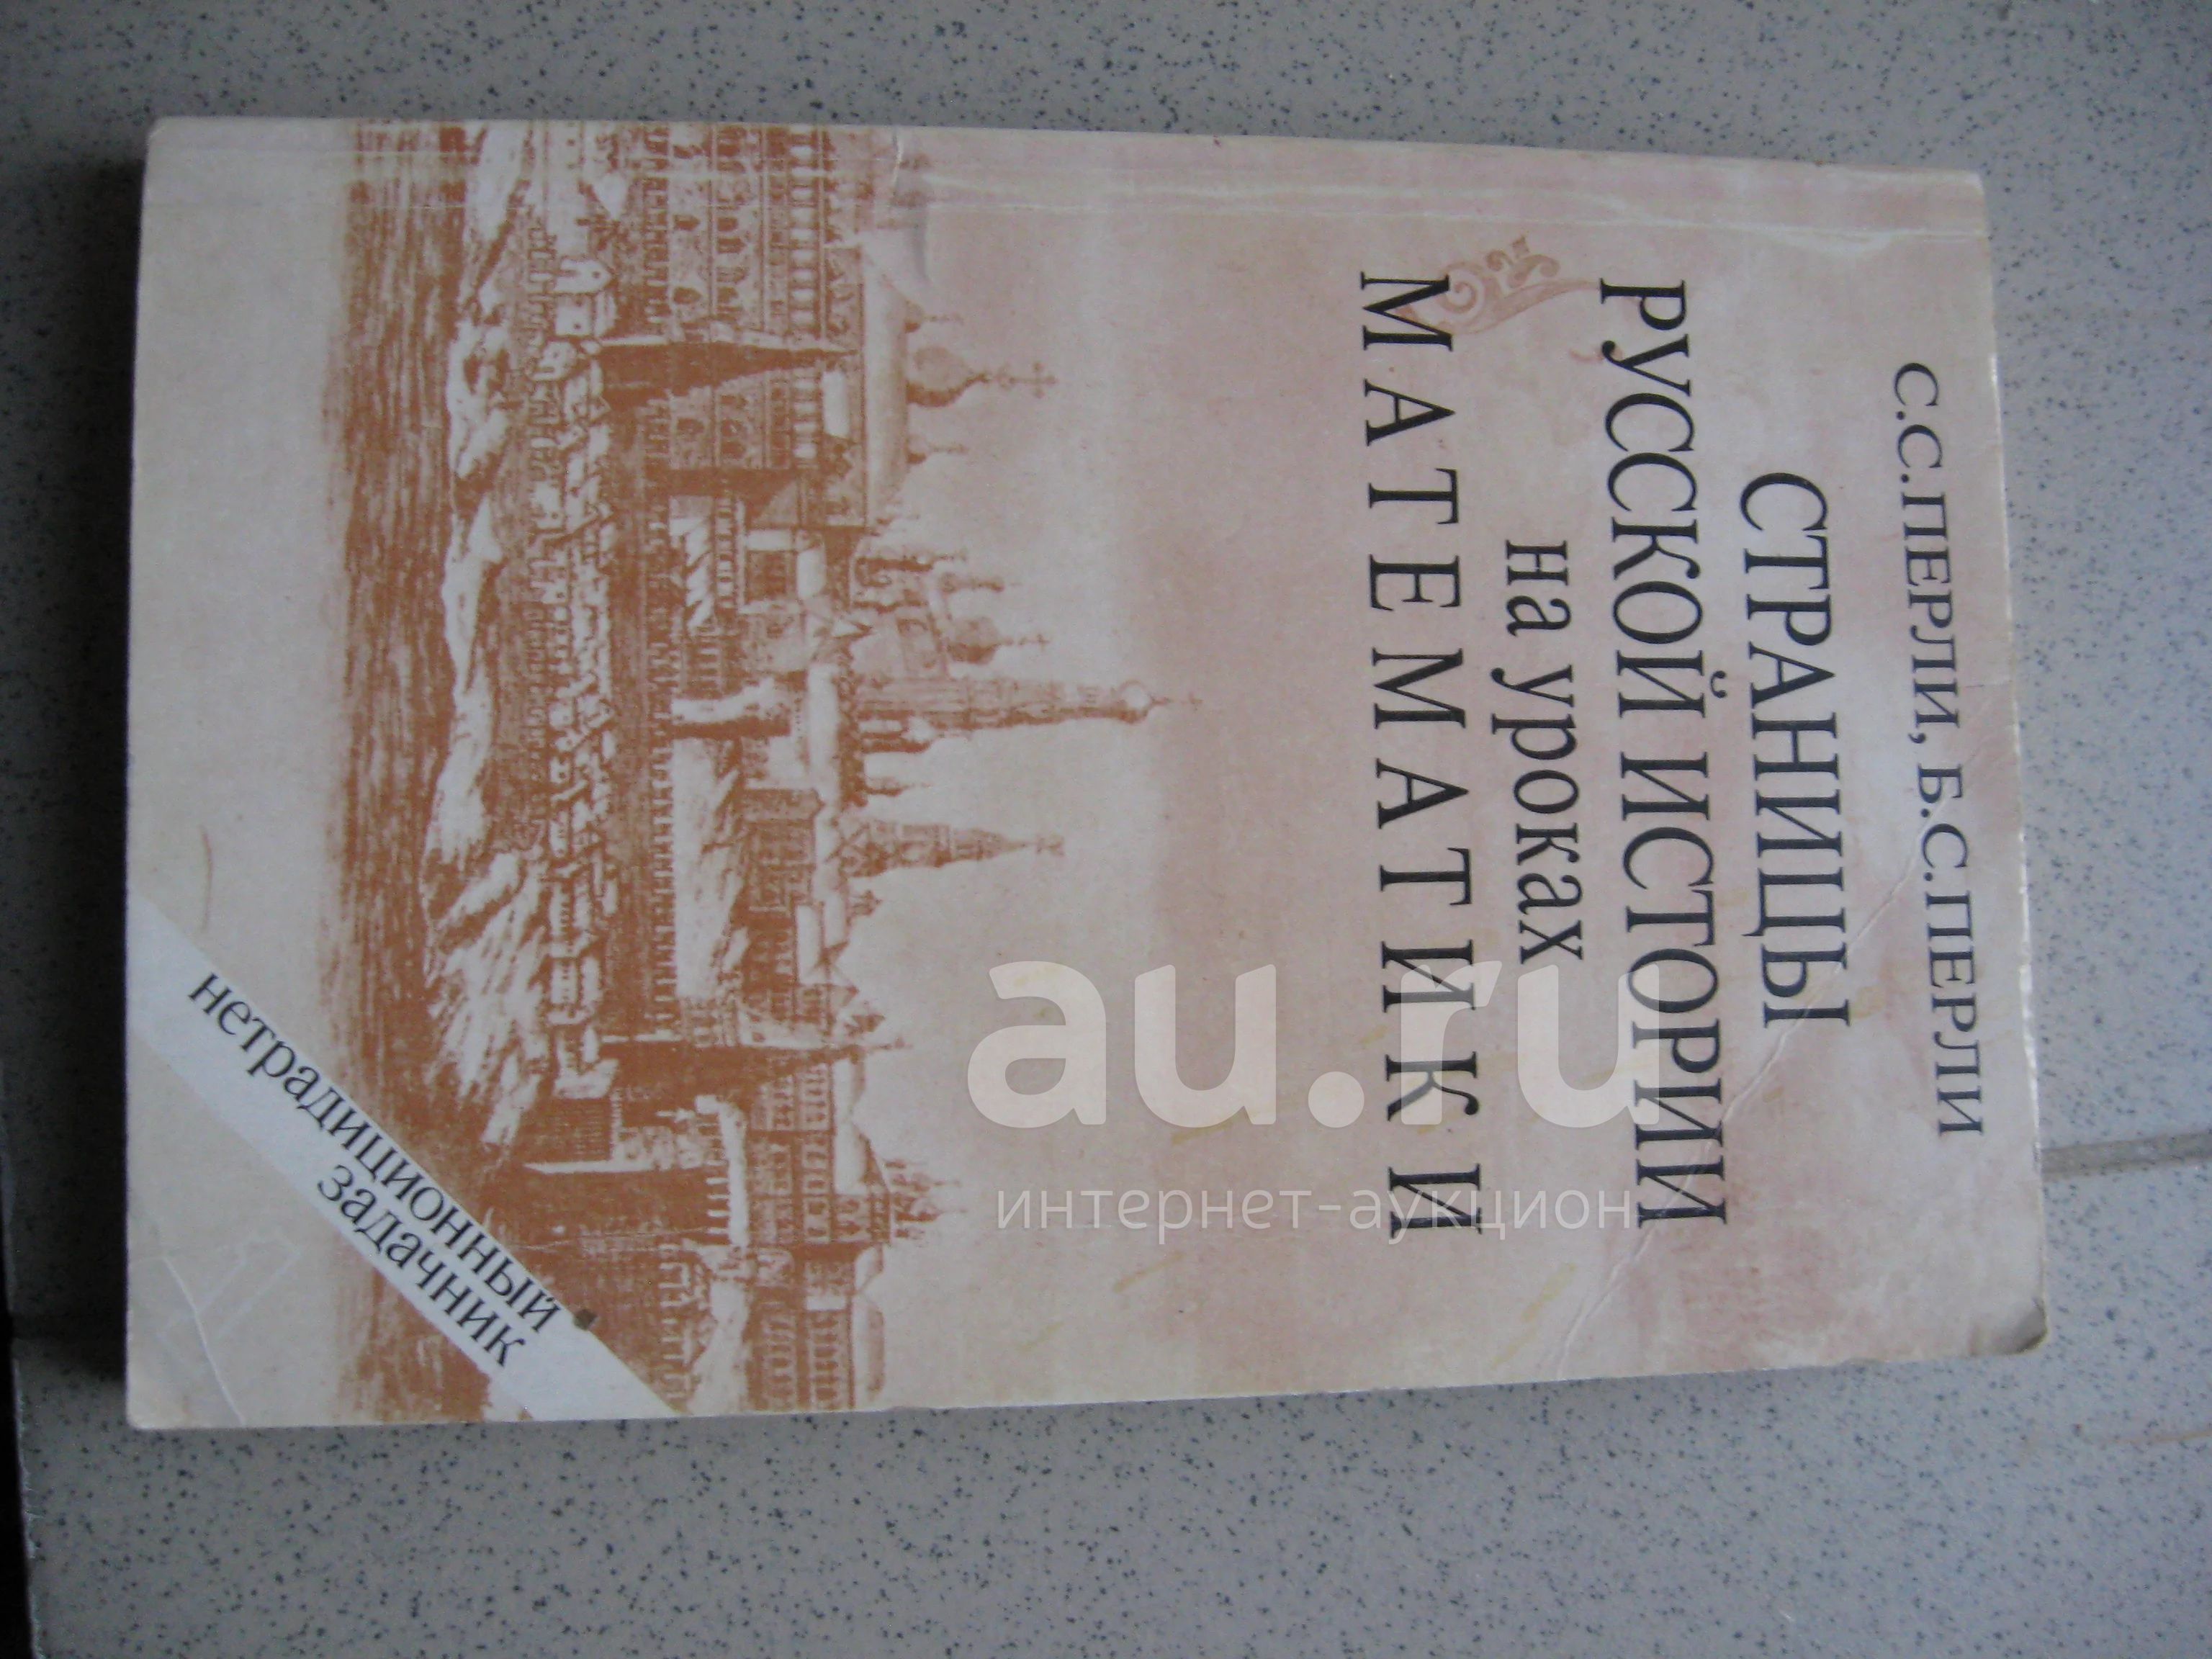 С.С.ПЕРЛИ, Б.С.ПЕРЛИ
СТРАНИЦЫ
РУССКОЙ ИСТОРИИ
на уроках
МАТЕМАТИКИ
нетрадиционный
задачник
au.ru
интернет-аукцион